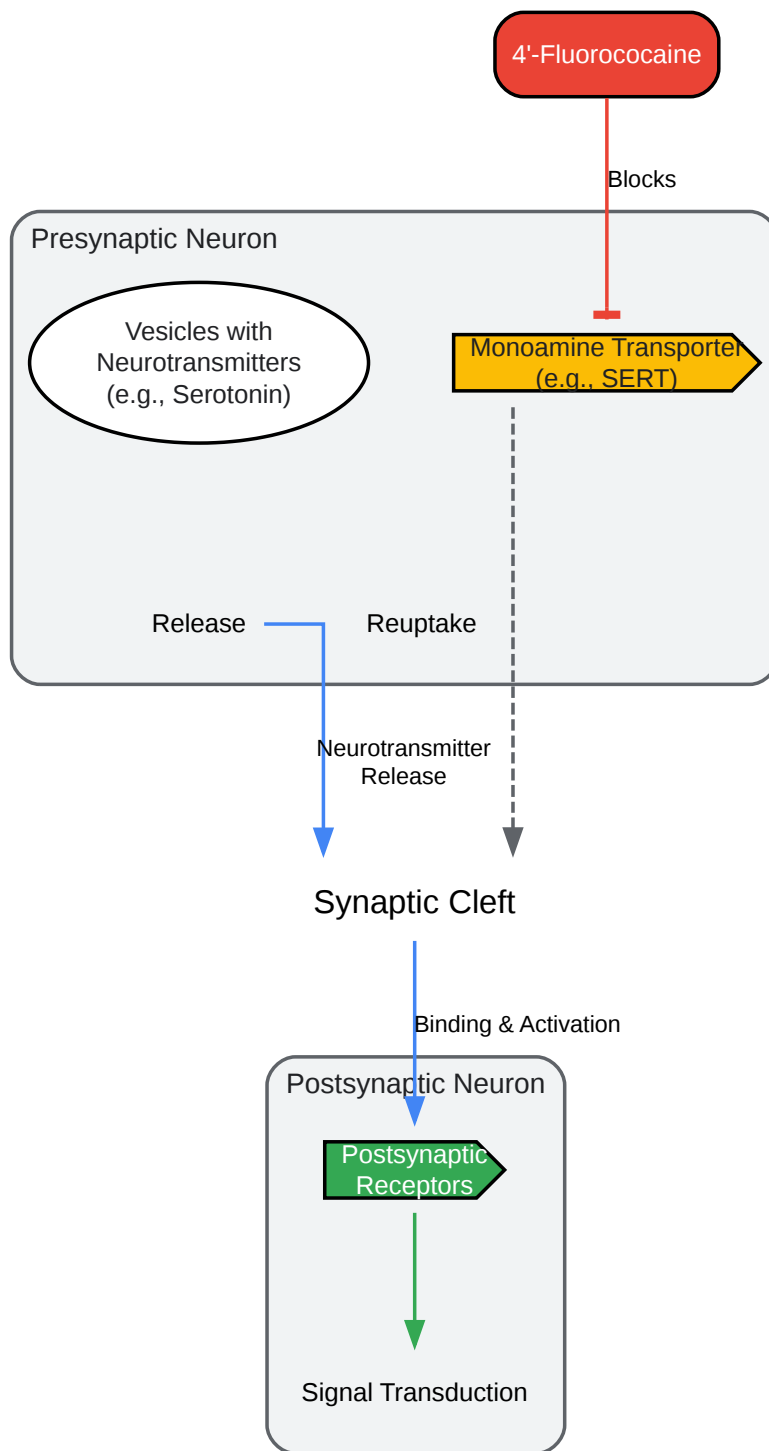 4'-Fluorococaine
Blocks
Presynaptic Neuron
Vesicles with
Neurotransmitters
(e.g., Serotonin)
Monoamine Transporter
(e.g., SERT)
Release
Reuptake
Neurotransmitter
Release
Synaptic Cleft
Binding & Activation
Postsynaptic Neuron
Postsynaptic
Receptors
Signal Transduction